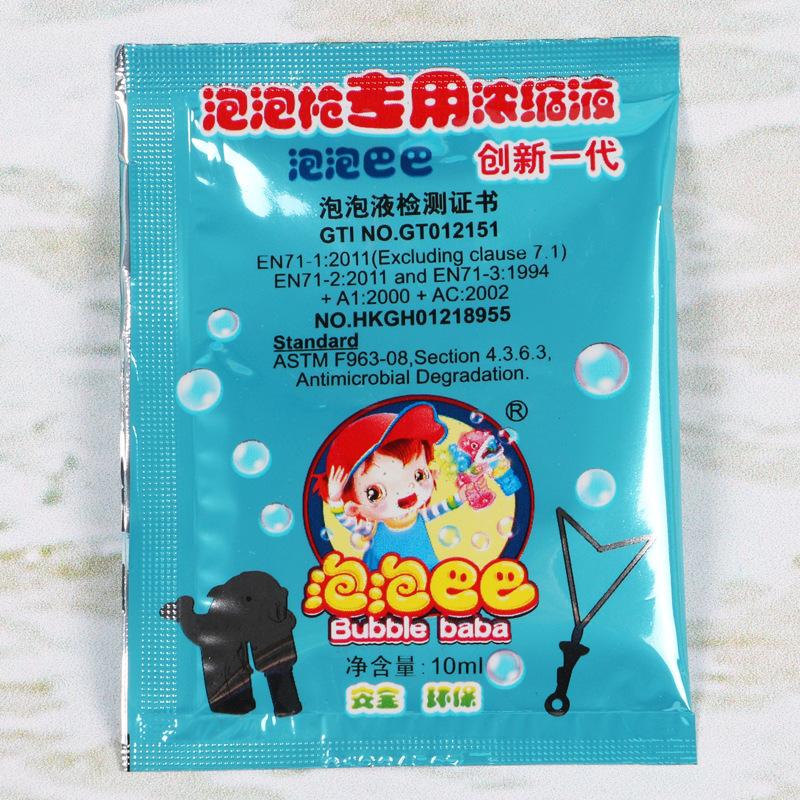 泡泡枪专用浓缩液
泡泡巴巴 创新一代
泡泡液检测证书
GTI NO.GT012151
EN71-1:2011(Excluding clause 7.1)
EN71-2:2011 and EN71-3:1994
+ A1:2000 + AC:2002
NO.HKGH01218955
Standard
ASTM F963-08,Section 4.3.6.3,
Antimicrobial Degradation.
®
泡泡巴巴
Bubble baba
净含量:10ml
安全 环保